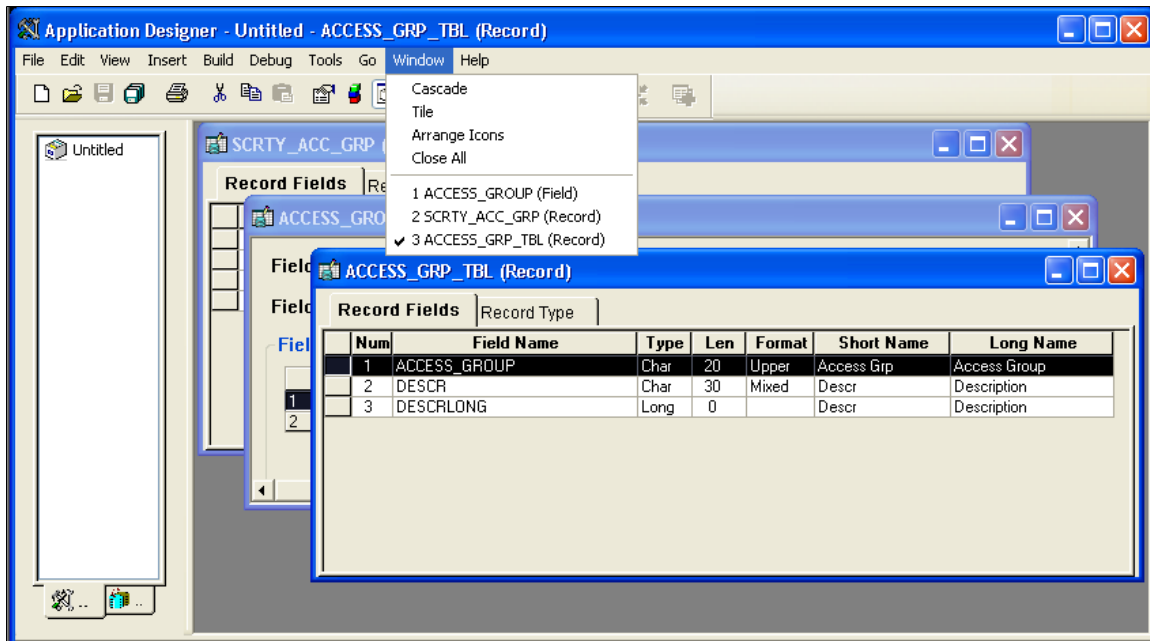 Application Designer - Untitled - ACCESS_GRP_TBL (Record)
File Edit View Insert Build Debug Tools Go Window Help
Cascade
Tile
Arrange Icons
Close All
1 ACCESS_GROUP (Field)
2 SCRTY_ACC_GRP (Record)
3 ACCESS_GRP_TBL (Record)
Untitled
SCRTY_ACC_GRP (
Record Fields Re
ACCESS_GRO
Field
Field
Fiel
1
2
ACCESS_GRP_TBL (Record)
Record Fields Record Type
Num Field Name Type Len Format Short Name Long Name
1 ACCESS_GROUP Char 20 Upper Access Grp Access Group
2 DESCR Char 30 Mixed Descr Description
3 DESCRLONG Long 0 Descr Description
.. ..